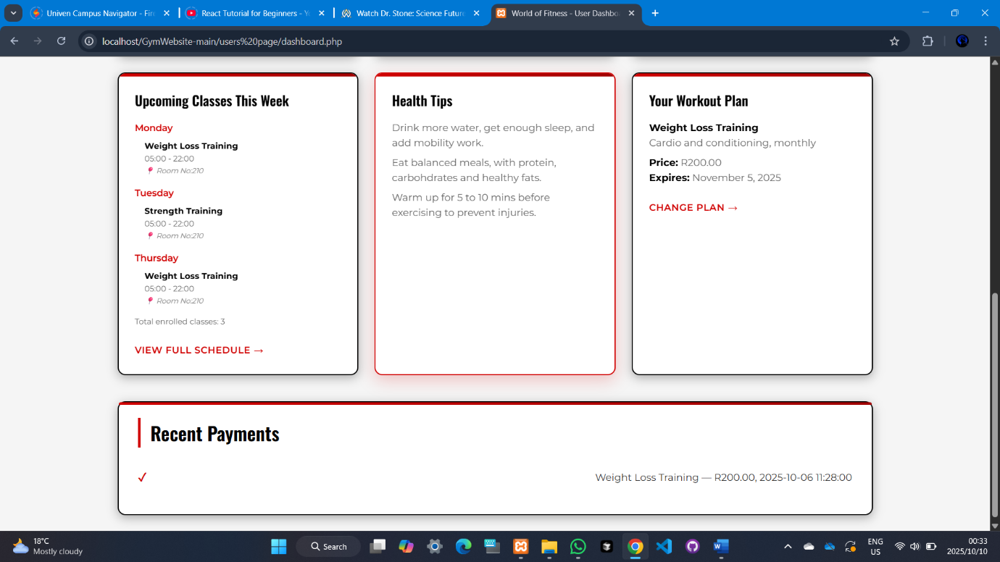 Univen Campus Navigator - Fir
React Tutorial for Beginners - Y
Watch Dr. Stone: Science Future
World of Fitness - User Dashbo
localhost/GymWebsite-main/users%20page/dashboard.php
Upcoming Classes This Week
Monday
Weight Loss Training
05:00 - 22:00
Room No:210
Tuesday
Strength Training
05:00 - 22:00
Room No:210
Thursday
Weight Loss Training
05:00 - 22:00
Room No:210
Total enrolled classes: 3
VIEW FULL SCHEDULE →
Health Tips
Drink more water, get enough sleep, and
add mobility work.
Eat balanced meals, with protein,
carbohdrates and healthy fats.
Warm up for 5 to 10 mins before
exercising to prevent injuries.
Your Workout Plan
Weight Loss Training
Cardio and conditioning, monthly
Price: R200.00
Expires: November 5, 2025
CHANGE PLAN →
Recent Payments
✓
Weight Loss Training — R200.00, 2025-10-06 11:28:00
18°C
Mostly cloudy
Search
ENG
US
00:33
2025/10/10